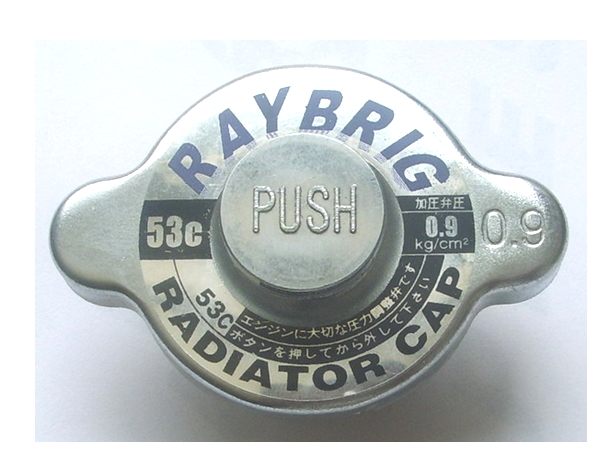 RAYBRIG
PUSH
53c
加圧弁圧
0.9
kg/cm²
0.9
53C
エンジンに大切な圧力調整弁です
ボタンを押してから外して下さい
RADIATOR CAP